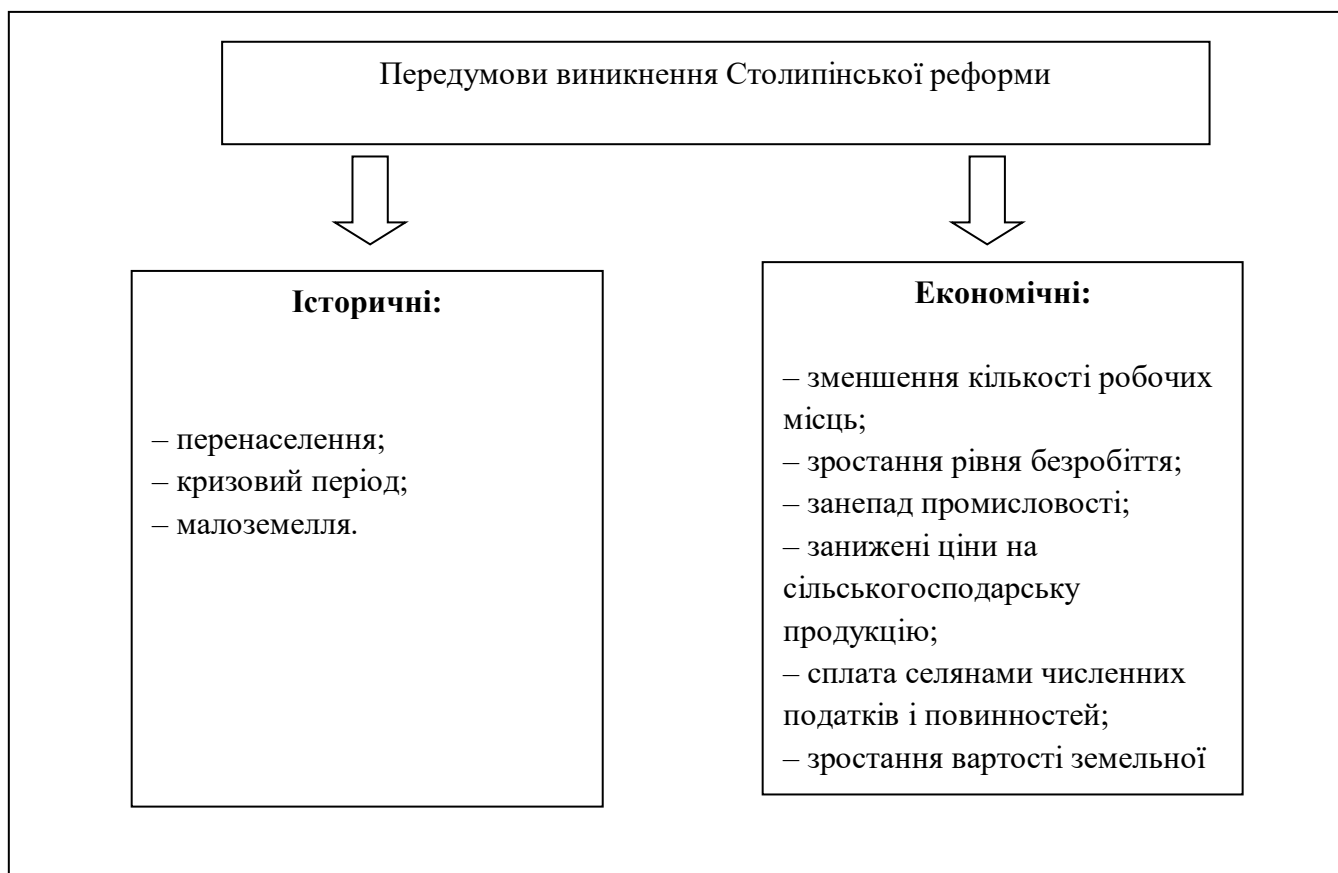 Передумови виникнення Столипінської реформи
Історичні:
– перенаселення;
– кризовий період;
– малоземелля.
Економічні:
– зменшення кількості робочих
місць;
– зростання рівня безробіття;
– занепад промисловості;
– занижені ціни на
сільськогосподарську
продукцію;
– сплата селянами численних
податків і повинностей;
– зростання вартості земельної